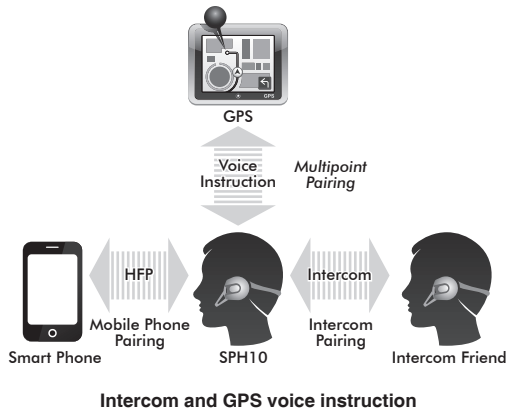 GPS
GPS
Voice
Instruction
Multipoint
Pairing
HFP
Intercom
Mobile Phone
Pairing
Intercom
Pairing
Smart Phone
SPH10
Intercom Friend
Intercom and GPS voice instruction